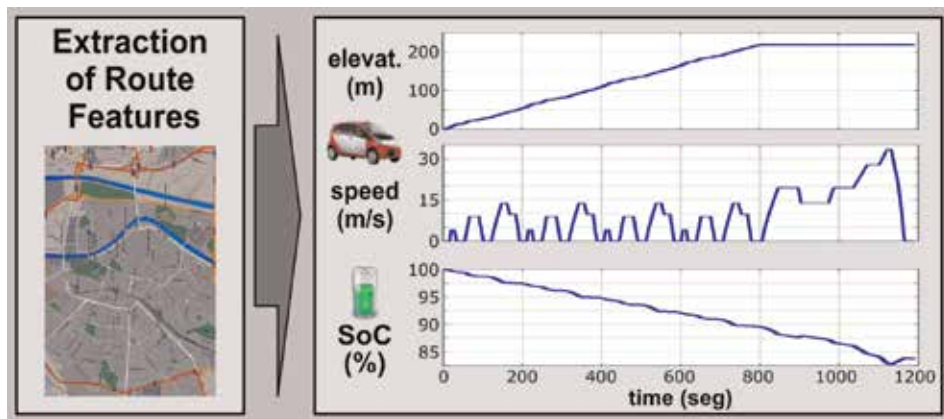 Extraction
of Route
Features
elevat.
(m)
200
100
0
speed
(m/s)
30
15
0
SoC
(%)
100
95
90
85
0 200 400 600 800 1000 1200
time (seg)